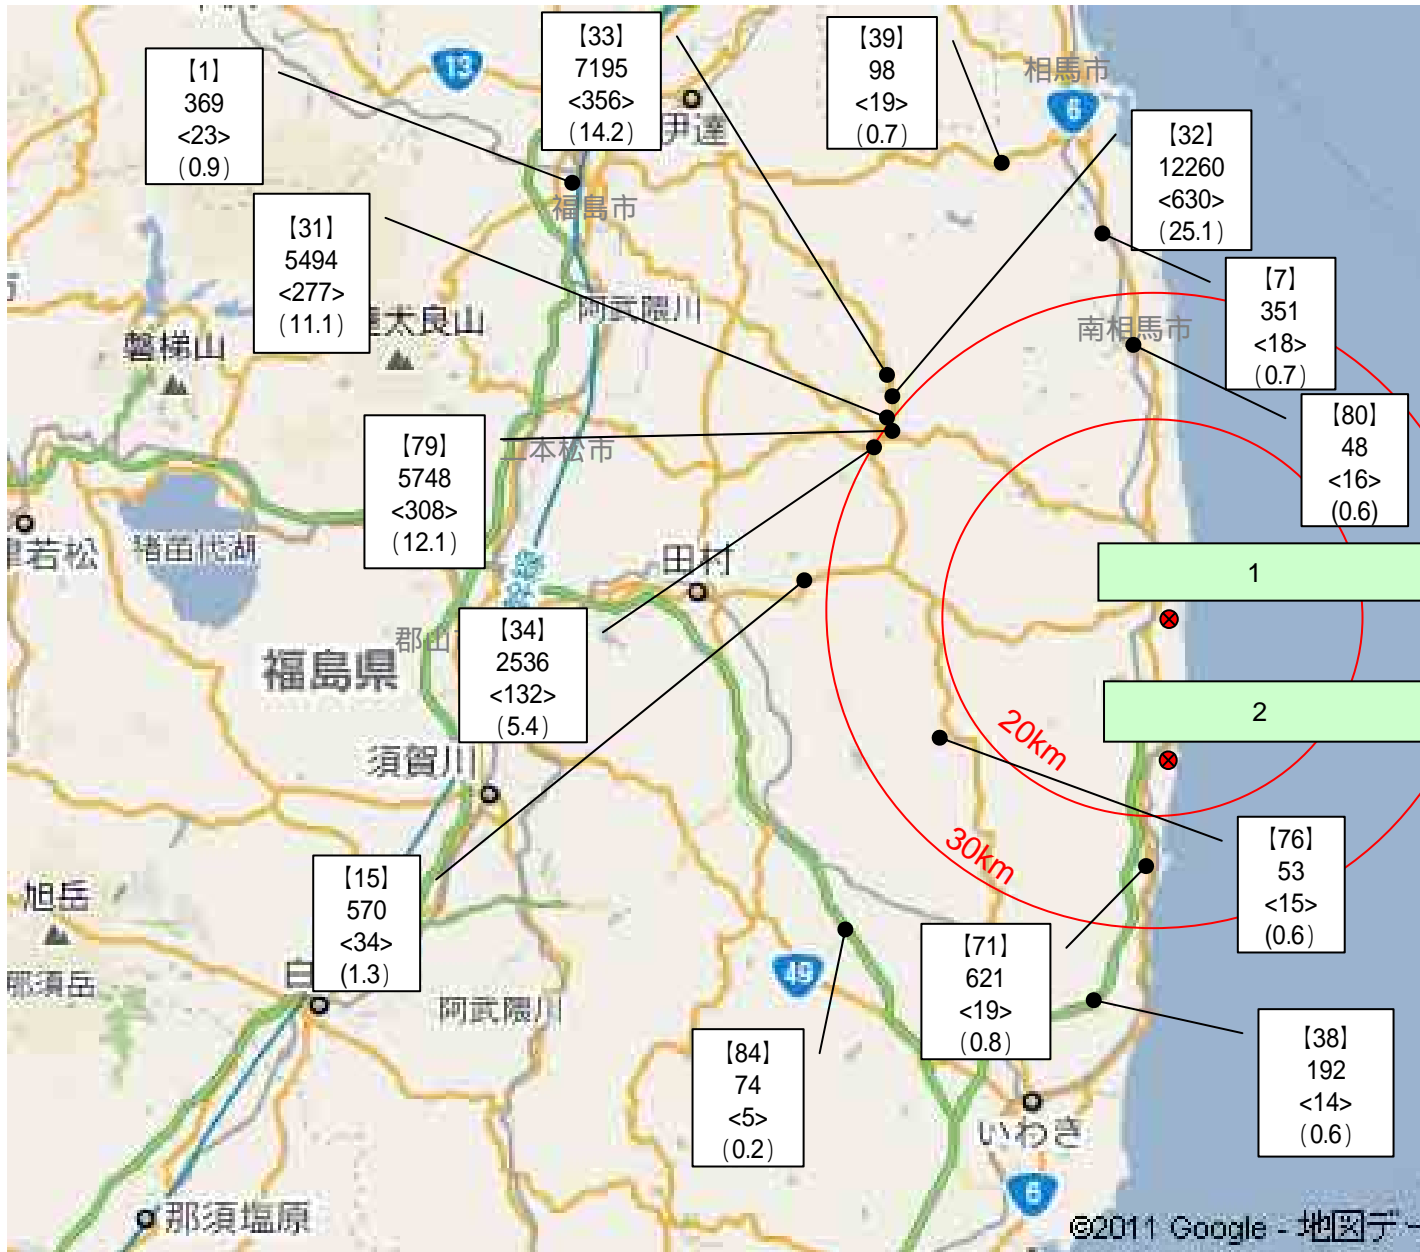 【1】
369
<23>
(0.9)
13
【33】
7195
<356>
(14.2)
伊達
【39】
98
<19>
(0.7)
相馬市
6
【32】
12260
<630>
(25.1)
福島市
【31】
5494
<277>
(11.1)
阿武隈川
太良山
磐梯山
【7】
351
<18>
(0.7)
南相馬市
【80】
48
<16>
(0.6)
【79】
5748
<308>
(12.1)
二本松市
若松
猪苗代湖
田村
1
【34】
2536
<132>
(5.4)
郡山
福島県
2
20km
須賀川
30km
【76】
53
<15>
(0.6)
【15】
570
<34>
(1.3)
旭岳
那須岳
白
阿武隈川
49
【71】
621
<19>
(0.8)
【84】
74
<5>
(0.2)
【38】
192
<14>
(0.6)
いわき
6
那須塩原
©2011 Google - 地図デー